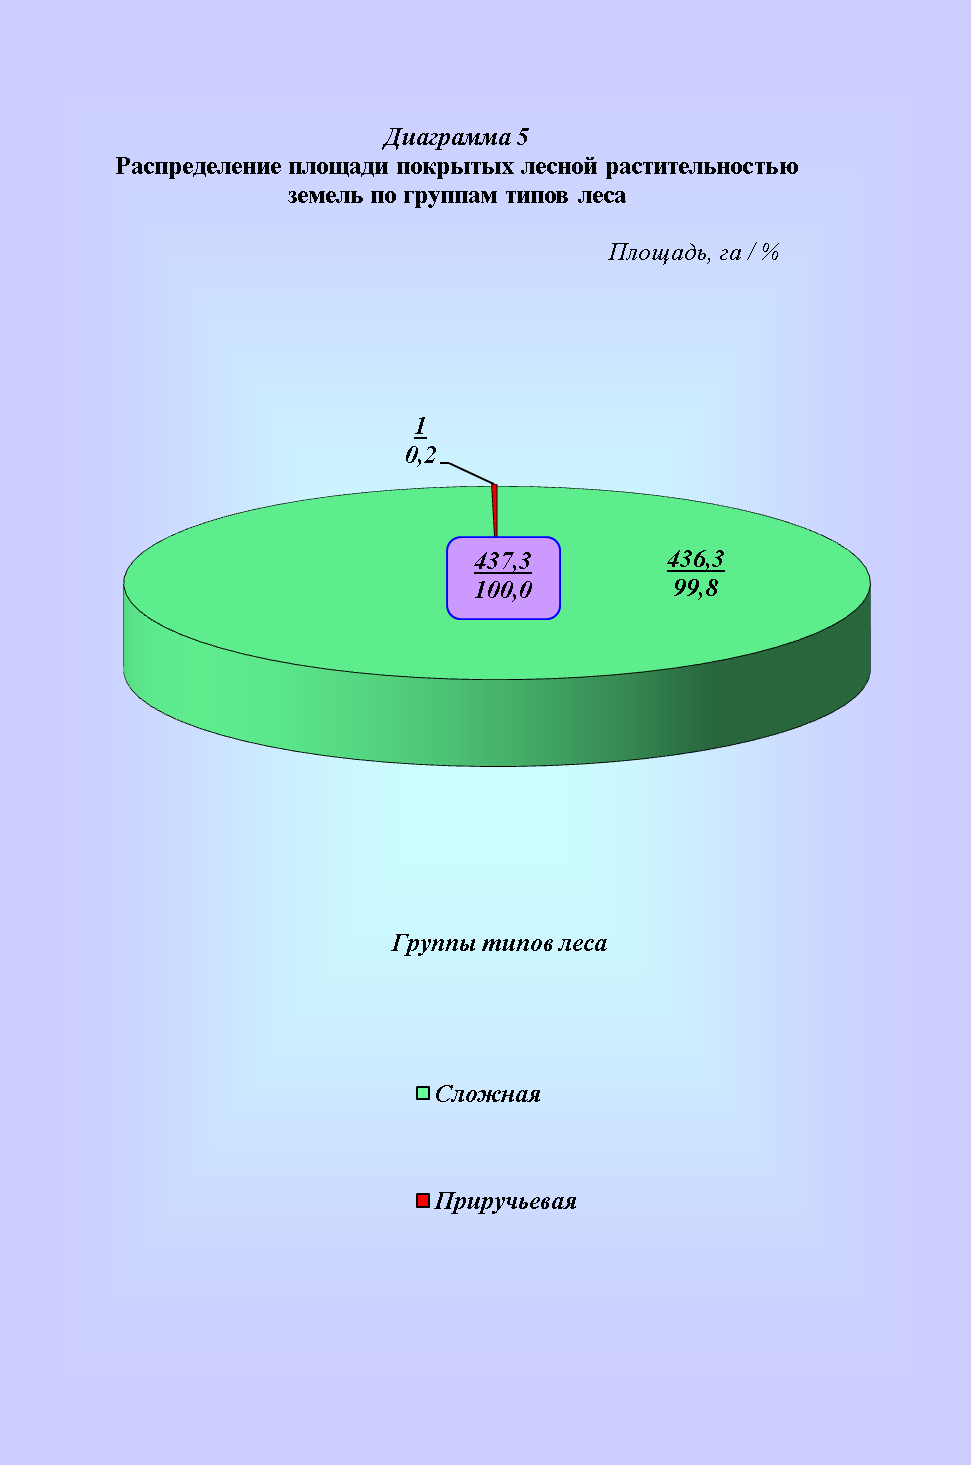 Диаграмма 5
Распределение площади покрытых лесной растительностью
земель по группам типов леса
Площадь, га / %
1
0,2
437,3
100,0
436,3
99,8
Группы типов леса
Сложная
Приручьевая